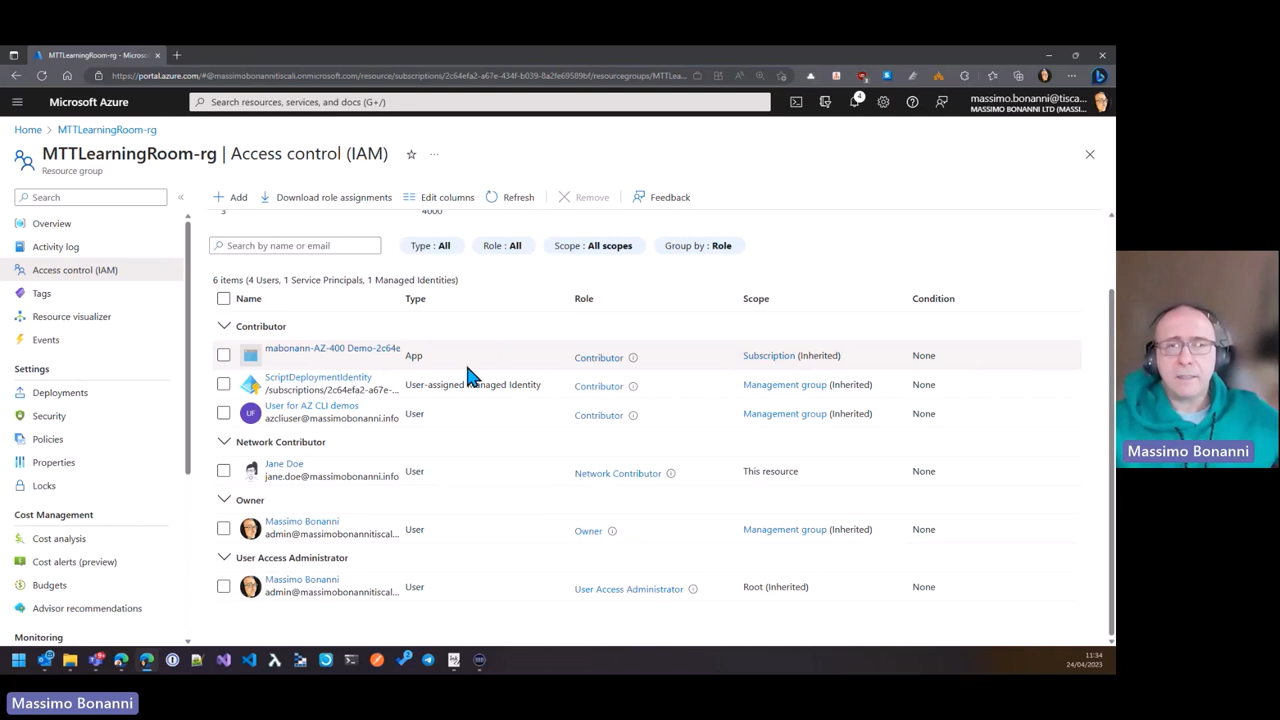 MTTLearningRoom-rg - Micros
https://portal.azure.com/#@massimobonannitiscali.onmicrosoft.com/resource/subscriptions/2c64efa2-a67e-434f-b039-8a2fe69589bf/resourcegroups/MTTLea...
Microsoft Azure
Search resources, services, and docs (G+/)
4
massimo.bonanni@tisca...
MASSIMO BONANNI LTD (MASSI...
Home > MTTLearningRoom-rg
MTTLearningRoom-rg | Access control (IAM)
Resource group
Search
Add
Download role assignments
Edit columns
Refresh
Remove
Feedback
Overview
Activity log
Access control (IAM)
Tags
Resource visualizer
Events
Settings
Deployments
Security
Policies
Properties
Locks
Cost Management
Cost analysis
Cost alerts (preview)
Budgets
Advisor recommendations
Monitoring
3 4000
Search by name or email
Type : All
Role : All
Scope : All scopes
Group by : Role
6 items (4 Users, 1 Service Principals, 1 Managed Identities)
Name Type Role Scope Condition
Contributor
mabonann-AZ-400 Demo-2c64e
App Contributor Subscription (Inherited) None
ScriptDeploymentIdentity
/subscriptions/2c64efa2-a67e-... User-assigned Managed Identity Contributor Management group (Inherited) None
UF
User for AZ CLI demos
azcliuser@massimobonanni.info User Contributor Management group (Inherited) None
Network Contributor
Jane Doe
jane.doe@massimobonanni.info User Network Contributor This resource None
Owner
Massimo Bonanni
admin@massimobonannitiscal... User Owner Management group (Inherited) None
User Access Administrator
Massimo Bonanni
admin@massimobonannitiscal... User User Access Administrator Root (Inherited) None
11:34
24/04/2023
Massimo Bonanni
Massimo Bonanni